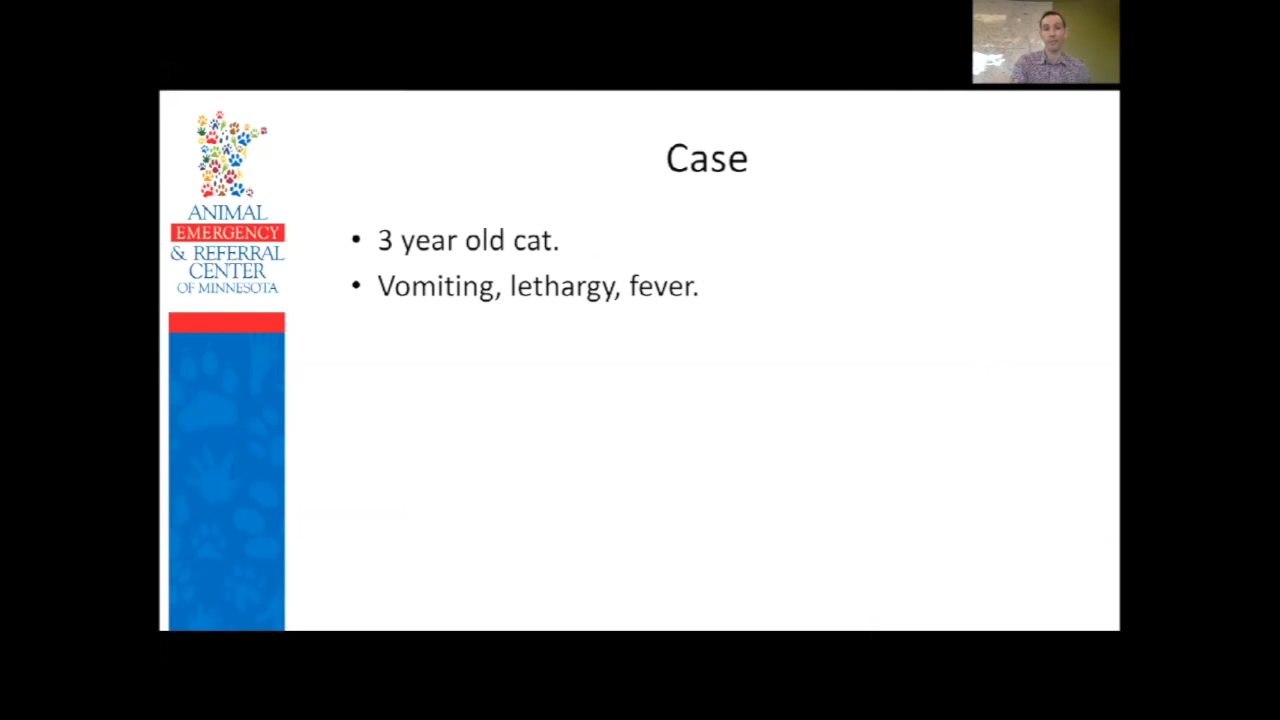 Case
ANIMAL
EMERGENCY
& REFERRAL
CENTER
OF MINNESOTA
• 3 year old cat.
• Vomiting, lethargy, fever.